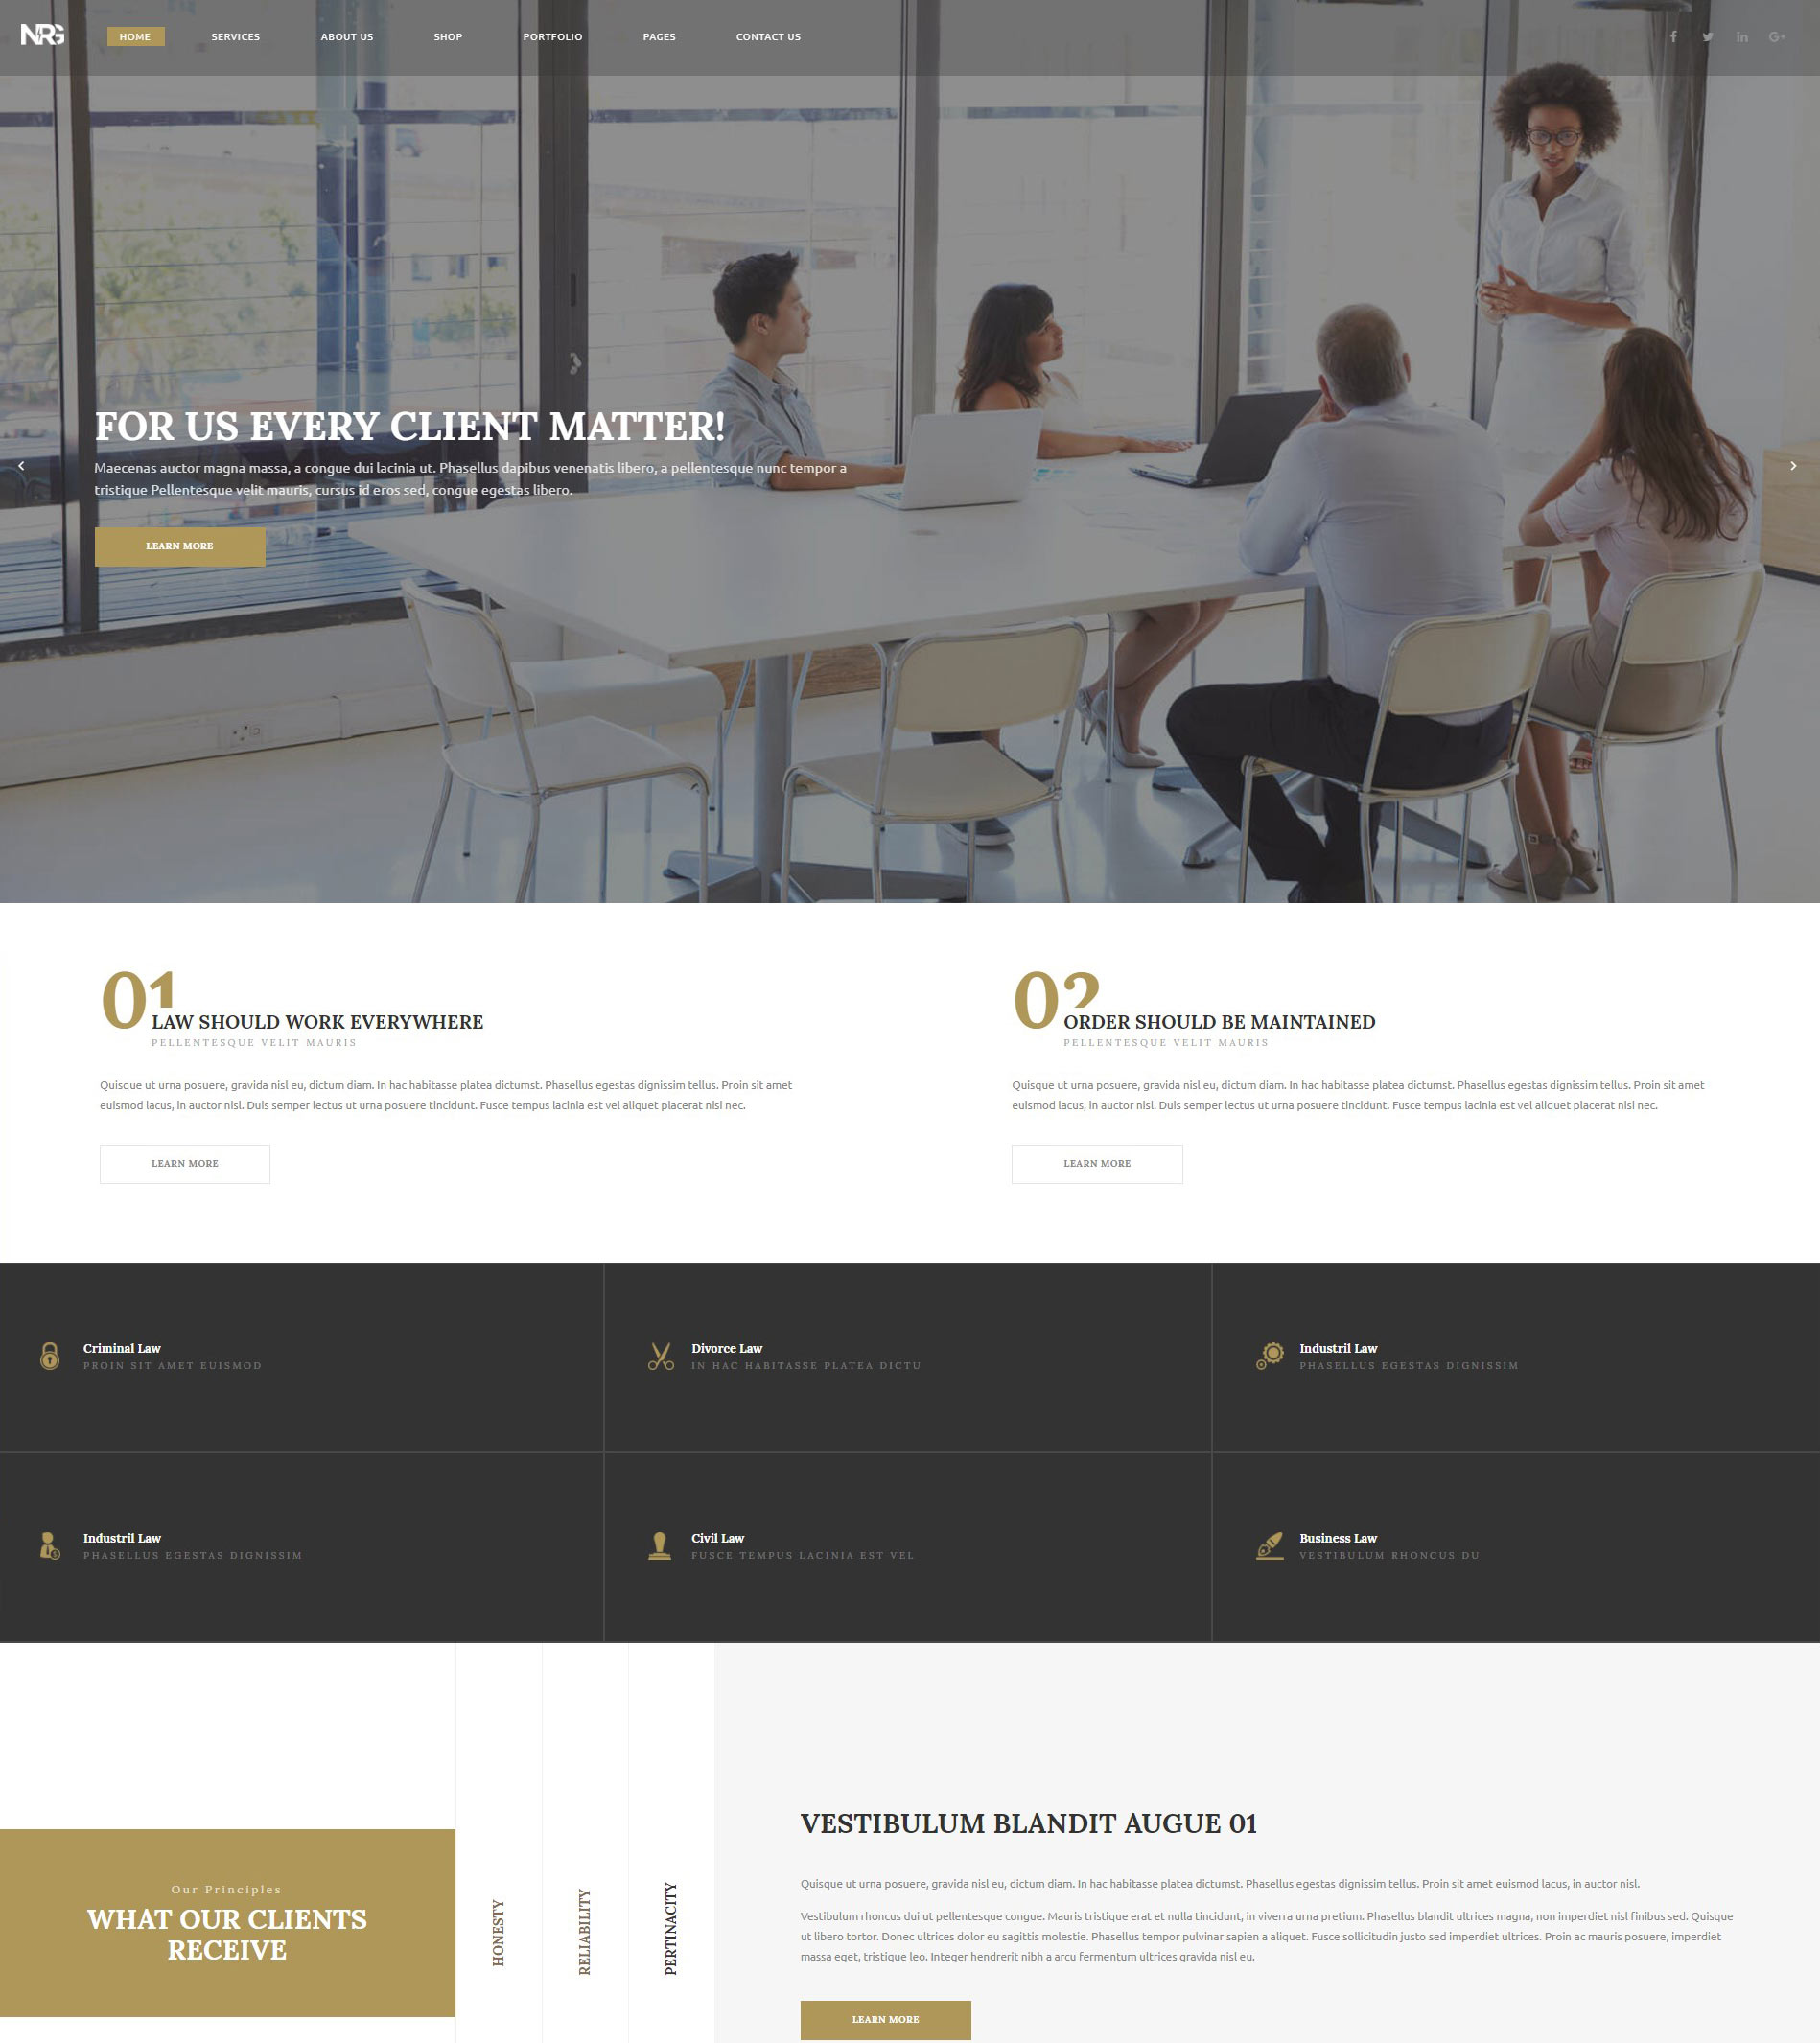 NRG
HOME SERVICES ABOUT US SHOP PORTFOLIO PAGES CONTACT US
FOR US EVERY CLIENT MATTER!
Maecenas auctor magna massa, a congue dui lacinia ut. Phasellus dapibus venenatis libero, a pellentesque nunc tempor a
tristique Pellentesque velit mauris, cursus id eros sed, congue egestas libero.
LEARN MORE
01
LAW SHOULD WORK EVERYWHERE
PELLENTESQUE VELIT MAURIS
Quisque ut urna posuere, gravida nisl eu, dictum diam. In hac habitasse platea dictumst. Phasellus egestas dignissim tellus. Proin sit amet
euismod lacus, in auctor nisl. Duis semper lectus ut urna posuere tincidunt. Fusce tempus lacinia est vel aliquet placerat nisi nec.
LEARN MORE
02
ORDER SHOULD BE MAINTAINED
PELLENTESQUE VELIT MAURIS
Quisque ut urna posuere, gravida nisl eu, dictum diam. In hac habitasse platea dictumst. Phasellus egestas dignissim tellus. Proin sit amet
euismod lacus, in auctor nisl. Duis semper lectus ut urna posuere tincidunt. Fusce tempus lacinia est vel aliquet placerat nisi nec.
LEARN MORE
Criminal Law
PROIN SIT AMET EUISMOD
Divorce Law
IN HAC HABITASSE PLATEA DICTU
Industril Law
PHASELLUS EGESTAS DIGNISSIM
Industril Law
PHASELLUS EGESTAS DIGNISSIM
Civil Law
FUSCE TEMPUS LACINIA EST VEL
Business Law
VESTIBULUM RHONCUS DU
Our Principles
WHAT OUR CLIENTS
RECEIVE
HONESTY
RELIABILITY
PERTINACITY
VESTIBULUM BLANDIT AUGUE 01
Quisque ut urna posuere, gravida nisl eu, dictum diam. In hac habitasse platea dictumst. Phasellus egestas dignissim tellus. Proin sit amet euismod lacus, in auctor nisl.
Vestibulum rhoncus dui ut pellentesque congue. Mauris tristique erat et nulla tincidunt, in viverra urna pretium. Phasellus blandit ultrices magna, non imperdiet nisl finibus sed. Quisque
ut libero tortor. Donec ultrices dolor eu sagittis molestie. Phasellus tempor pulvinar sapien a aliquet. Fusce sollicitudin justo sed imperdiet ultrices. Proin ac mauris posuere, imperdiet
massa eget, tristique leo. Integer hendrerit nibh a arcu fermentum ultrices gravida nisl eu.
LEARN MORE